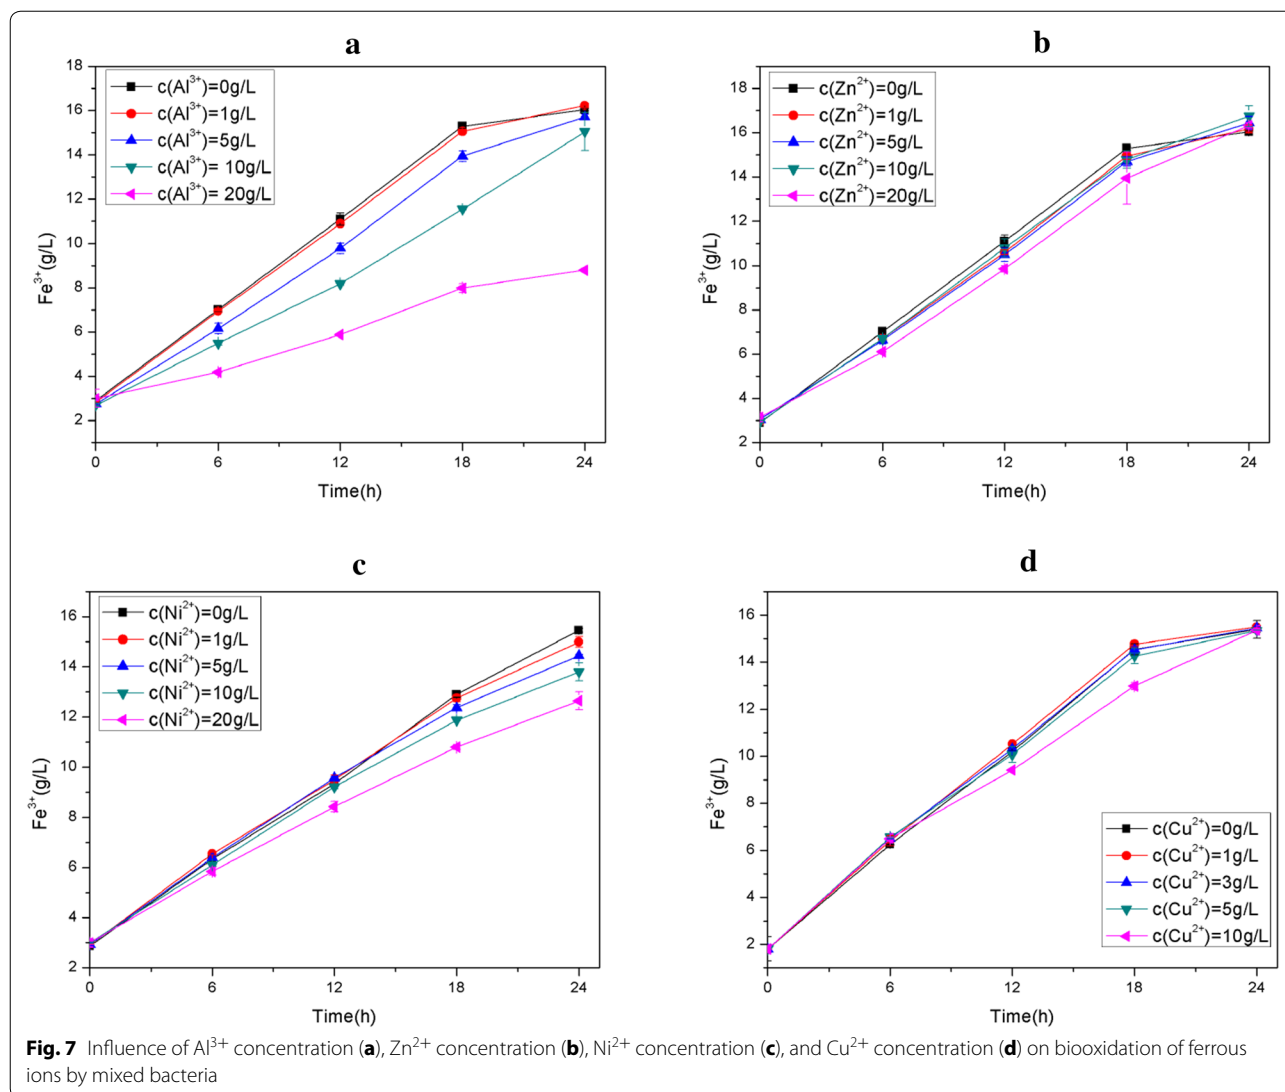 a
18
16
14
12
10
8
6
4
2
Fe³⁺(g/L)
c(Al³⁺)=0g/L
c(Al³⁺)=1g/L
c(Al³⁺)=5g/L
c(Al³⁺)= 10g/L
c(Al³⁺)= 20g/L
0 6 12 18 24
Time(h)
b
18
16
14
12
10
8
6
4
2
Fe³⁺(g/L)
c(Zn²⁺)=0g/L
c(Zn²⁺)=1g/L
c(Zn²⁺)=5g/L
c(Zn²⁺)=10g/L
c(Zn²⁺)=20g/L
0 6 12 18 24
Time(h)
c
16
14
12
10
8
6
4
2
Fe³⁺(g/L)
c(Ni²⁺)=0g/L
c(Ni²⁺)=1g/L
c(Ni²⁺)=5g/L
c(Ni²⁺)=10g/L
c(Ni²⁺)=20g/L
0 6 12 18 24
Time(h)
d
16
14
12
10
8
6
4
2
Fe³⁺(g/L)
c(Cu²⁺)=0g/L
c(Cu²⁺)=1g/L
c(Cu²⁺)=3g/L
c(Cu²⁺)=5g/L
c(Cu²⁺)=10g/L
0 6 12 18 24
Time(h)
Fig. 7 Influence of Al³⁺ concentration (a), Zn²⁺ concentration (b), Ni²⁺ concentration (c), and Cu²⁺ concentration (d) on biooxidation of ferrous
ions by mixed bacteria